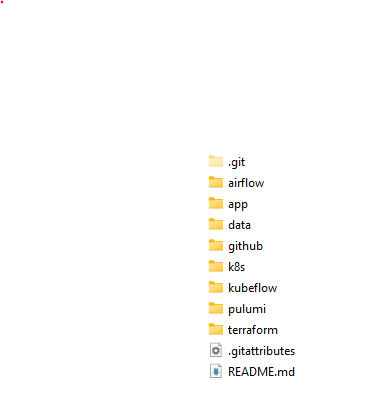 .git
airflow
app
data
github
k8s
kubeflow
pulumi
terraform
.gitattributes
README.md